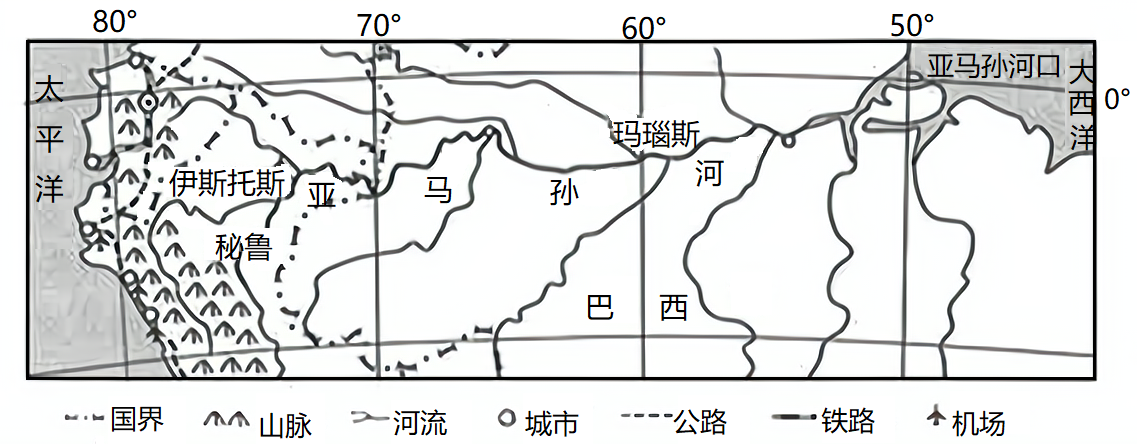 80° 70° 60° 50°
0°
太平洋
亚马孙河口
大西洋
玛瑙斯
伊斯托斯
亚 马 孙 河
秘鲁
巴 西
国界 山脉 河流 城市 公路 铁路 机场